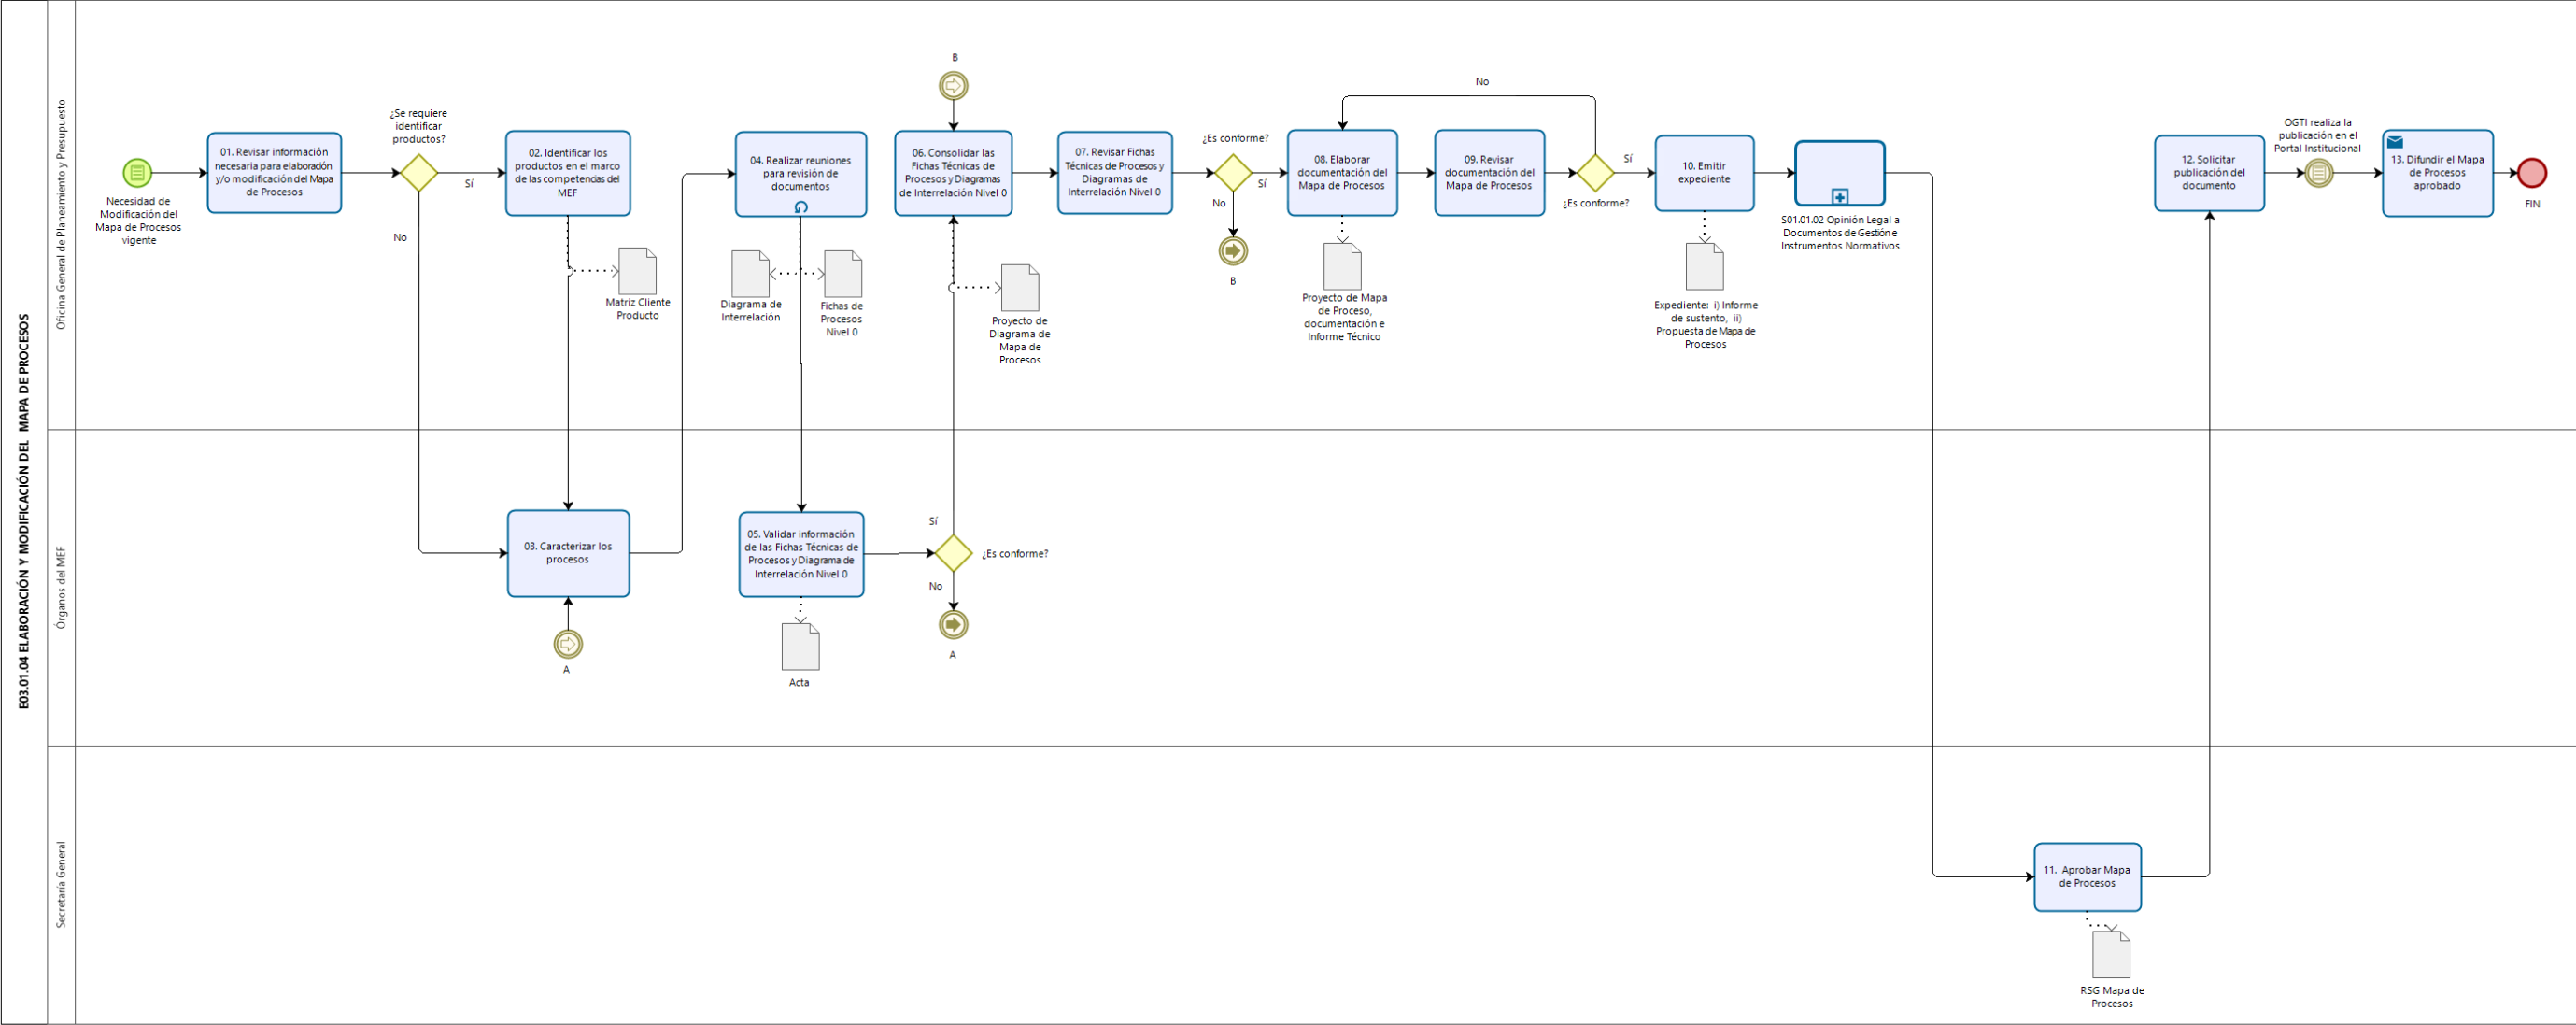 E03.01.04 ELABORACIÓN Y MODIFICACIÓN DEL MAPA DE PROCESOS
Oficina General de Planeamiento y Presupuesto
Necesidad de
Modificación del
Mapa de Procesos
vigente
01. Revisar información
necesaria para elaboración
y/o modificación del Mapa
de Procesos
¿Se requiere
identificar
productos?
Sí
No
02. Identificar los
productos en el marco
de las competencias del
MEF
Matriz Cliente
Producto
04. Realizar reuniones
para revisión de
documentos
Diagrama de
Interrelación
Fichas de
Procesos
Nivel 0
B
06. Consolidar las
Fichas Técnicas de
Procesos y Diagramas
de Interrelación Nivel 0
Proyecto de
Diagrama de
Mapa de
Procesos
07. Revisar Fichas
Técnicas de Procesos y
Diagramas de
Interrelación Nivel 0
¿Es conforme?
Sí
No
B
08. Elaborar
documentación del
Mapa de Procesos
Proyecto de Mapa
de Proceso,
documentación e
Informe Técnico
No
09. Revisar
documentación del
Mapa de Procesos
Sí
¿Es conforme?
10. Emitir
expediente
Expediente: i) Informe
de sustento, ii)
Propuesta de Mapa de
Procesos
S01.01.02 Opinión Legal a
Documentos de Gestión e
Instrumentos Normativos
12. Solicitar
publicación del
documento
OGTI realiza la
publicación en el
Portal Institucional
13. Difundir el Mapa
de Procesos
aprobado
FIN
Órganos del MEF
03. Caracterizar los
procesos
A
05. Validar información
de las Fichas Técnicas de
Procesos y Diagrama de
Interrelación Nivel 0
Acta
Sí
¿Es conforme?
No
A
Secretaría General
11. Aprobar Mapa
de Procesos
RSG Mapa de
Procesos